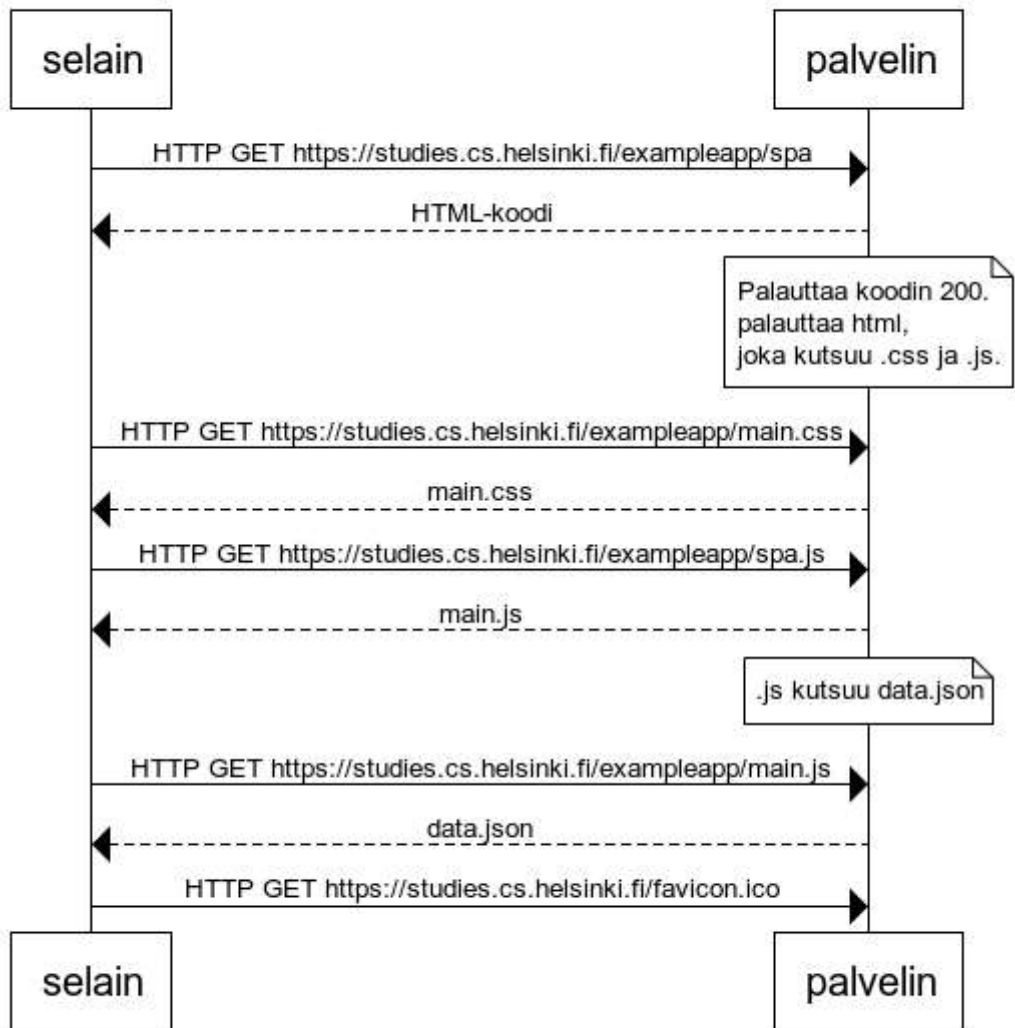 selain
palvelin
HTTP GET https://studies.cs.helsinki.fi/exampleapp/spa
HTML-koodi
Palauttaa koodin 200.
palauttaa html,
joka kutsuu .css ja .js.
HTTP GET https://studies.cs.helsinki.fi/exampleapp/main.css
main.css
HTTP GET https://studies.cs.helsinki.fi/exampleapp/spa.js
main.js
.js kutsuu data.json
HTTP GET https://studies.cs.helsinki.fi/exampleapp/main.js
data.json
HTTP GET https://studies.cs.helsinki.fi/favicon.ico
selain
palvelin